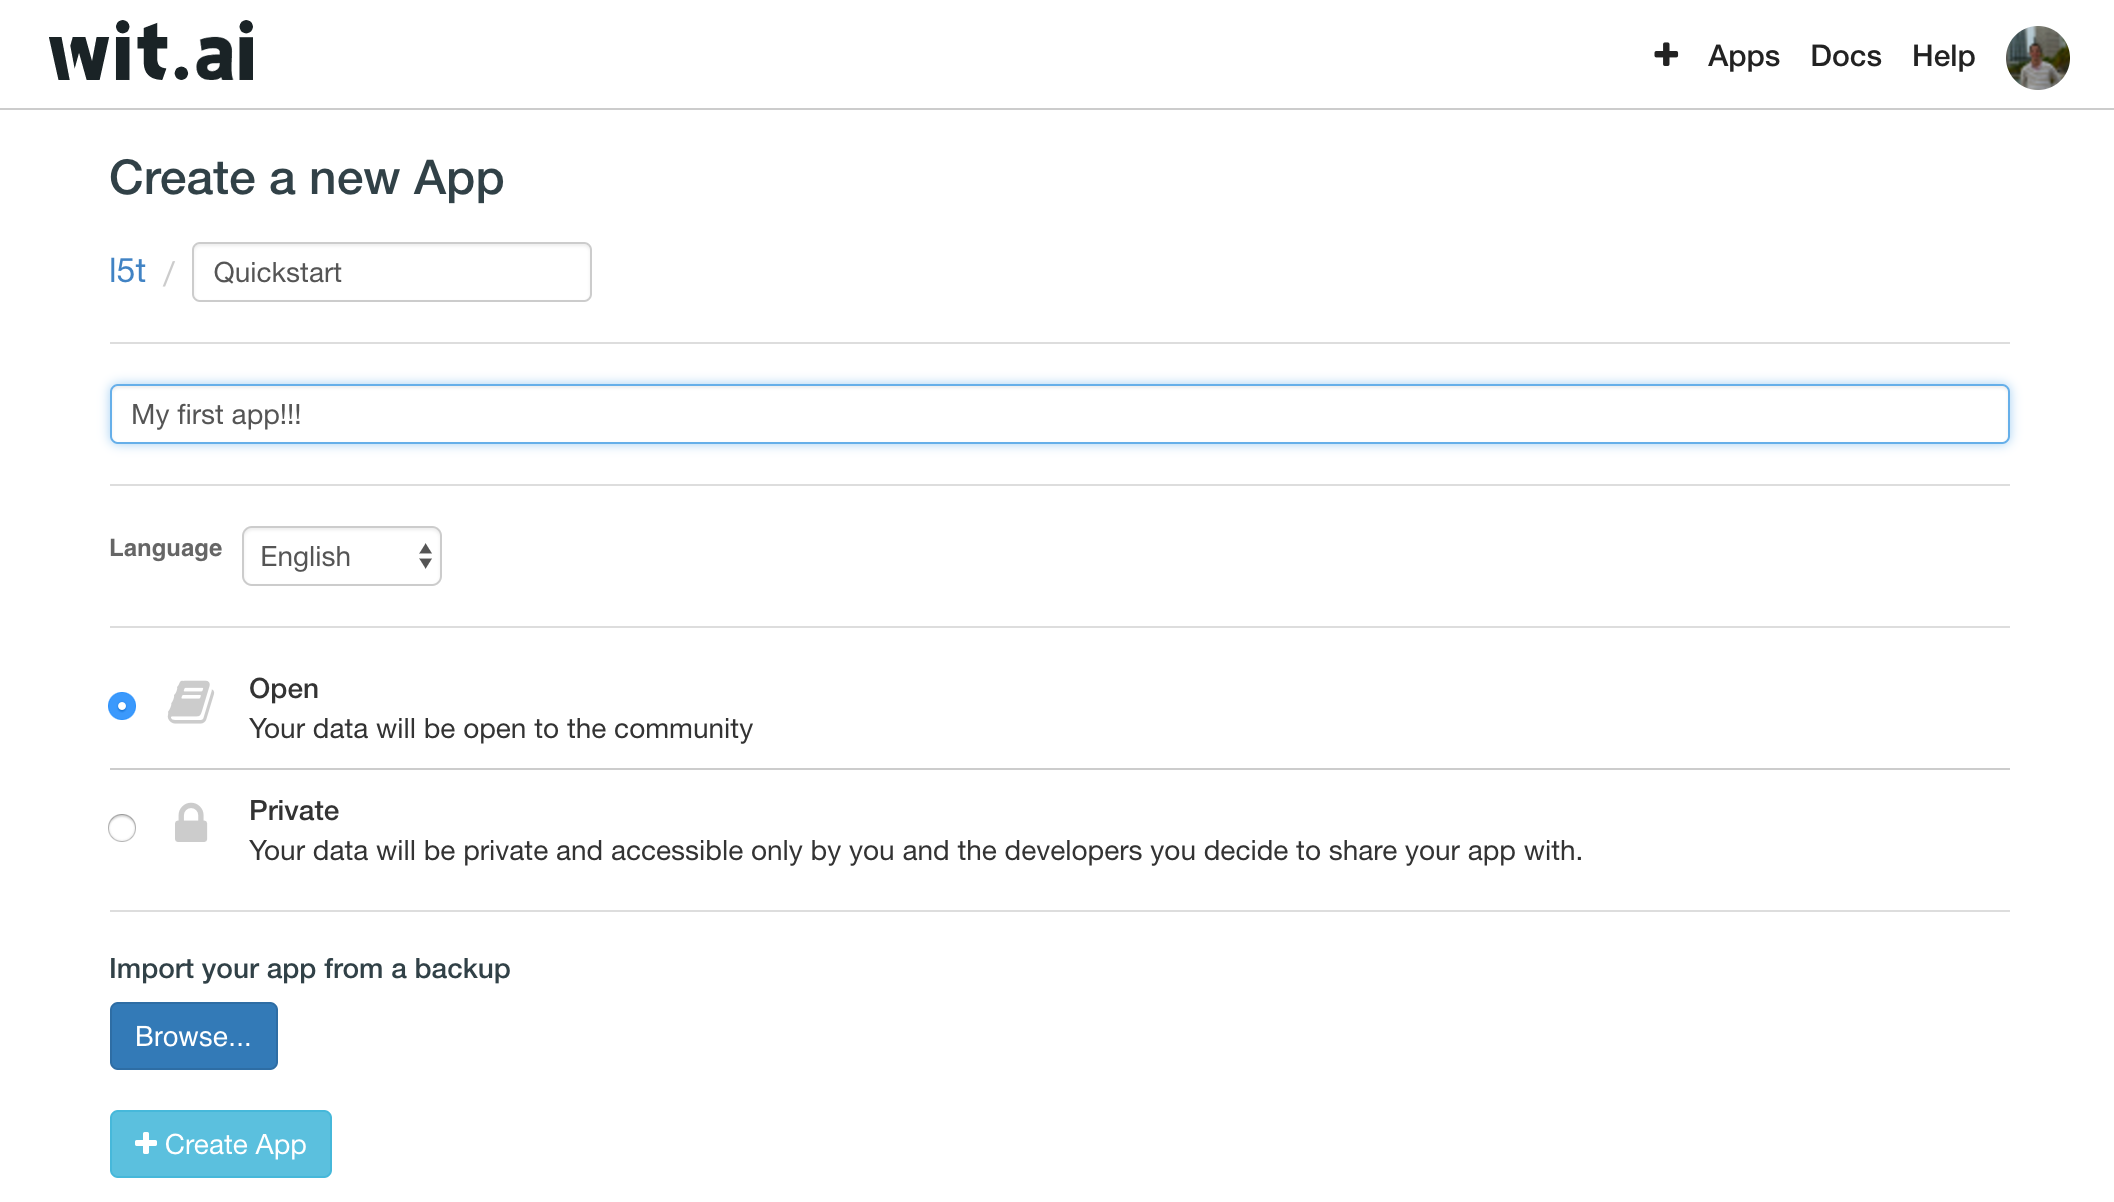 wit.ai
+ Apps Docs Help
Create a new App
l5t / Quickstart
My first app!!!
Language English
Open
Your data will be open to the community
Private
Your data will be private and accessible only by you and the developers you decide to share your app with.
Import your app from a backup
Browse...
+ Create App